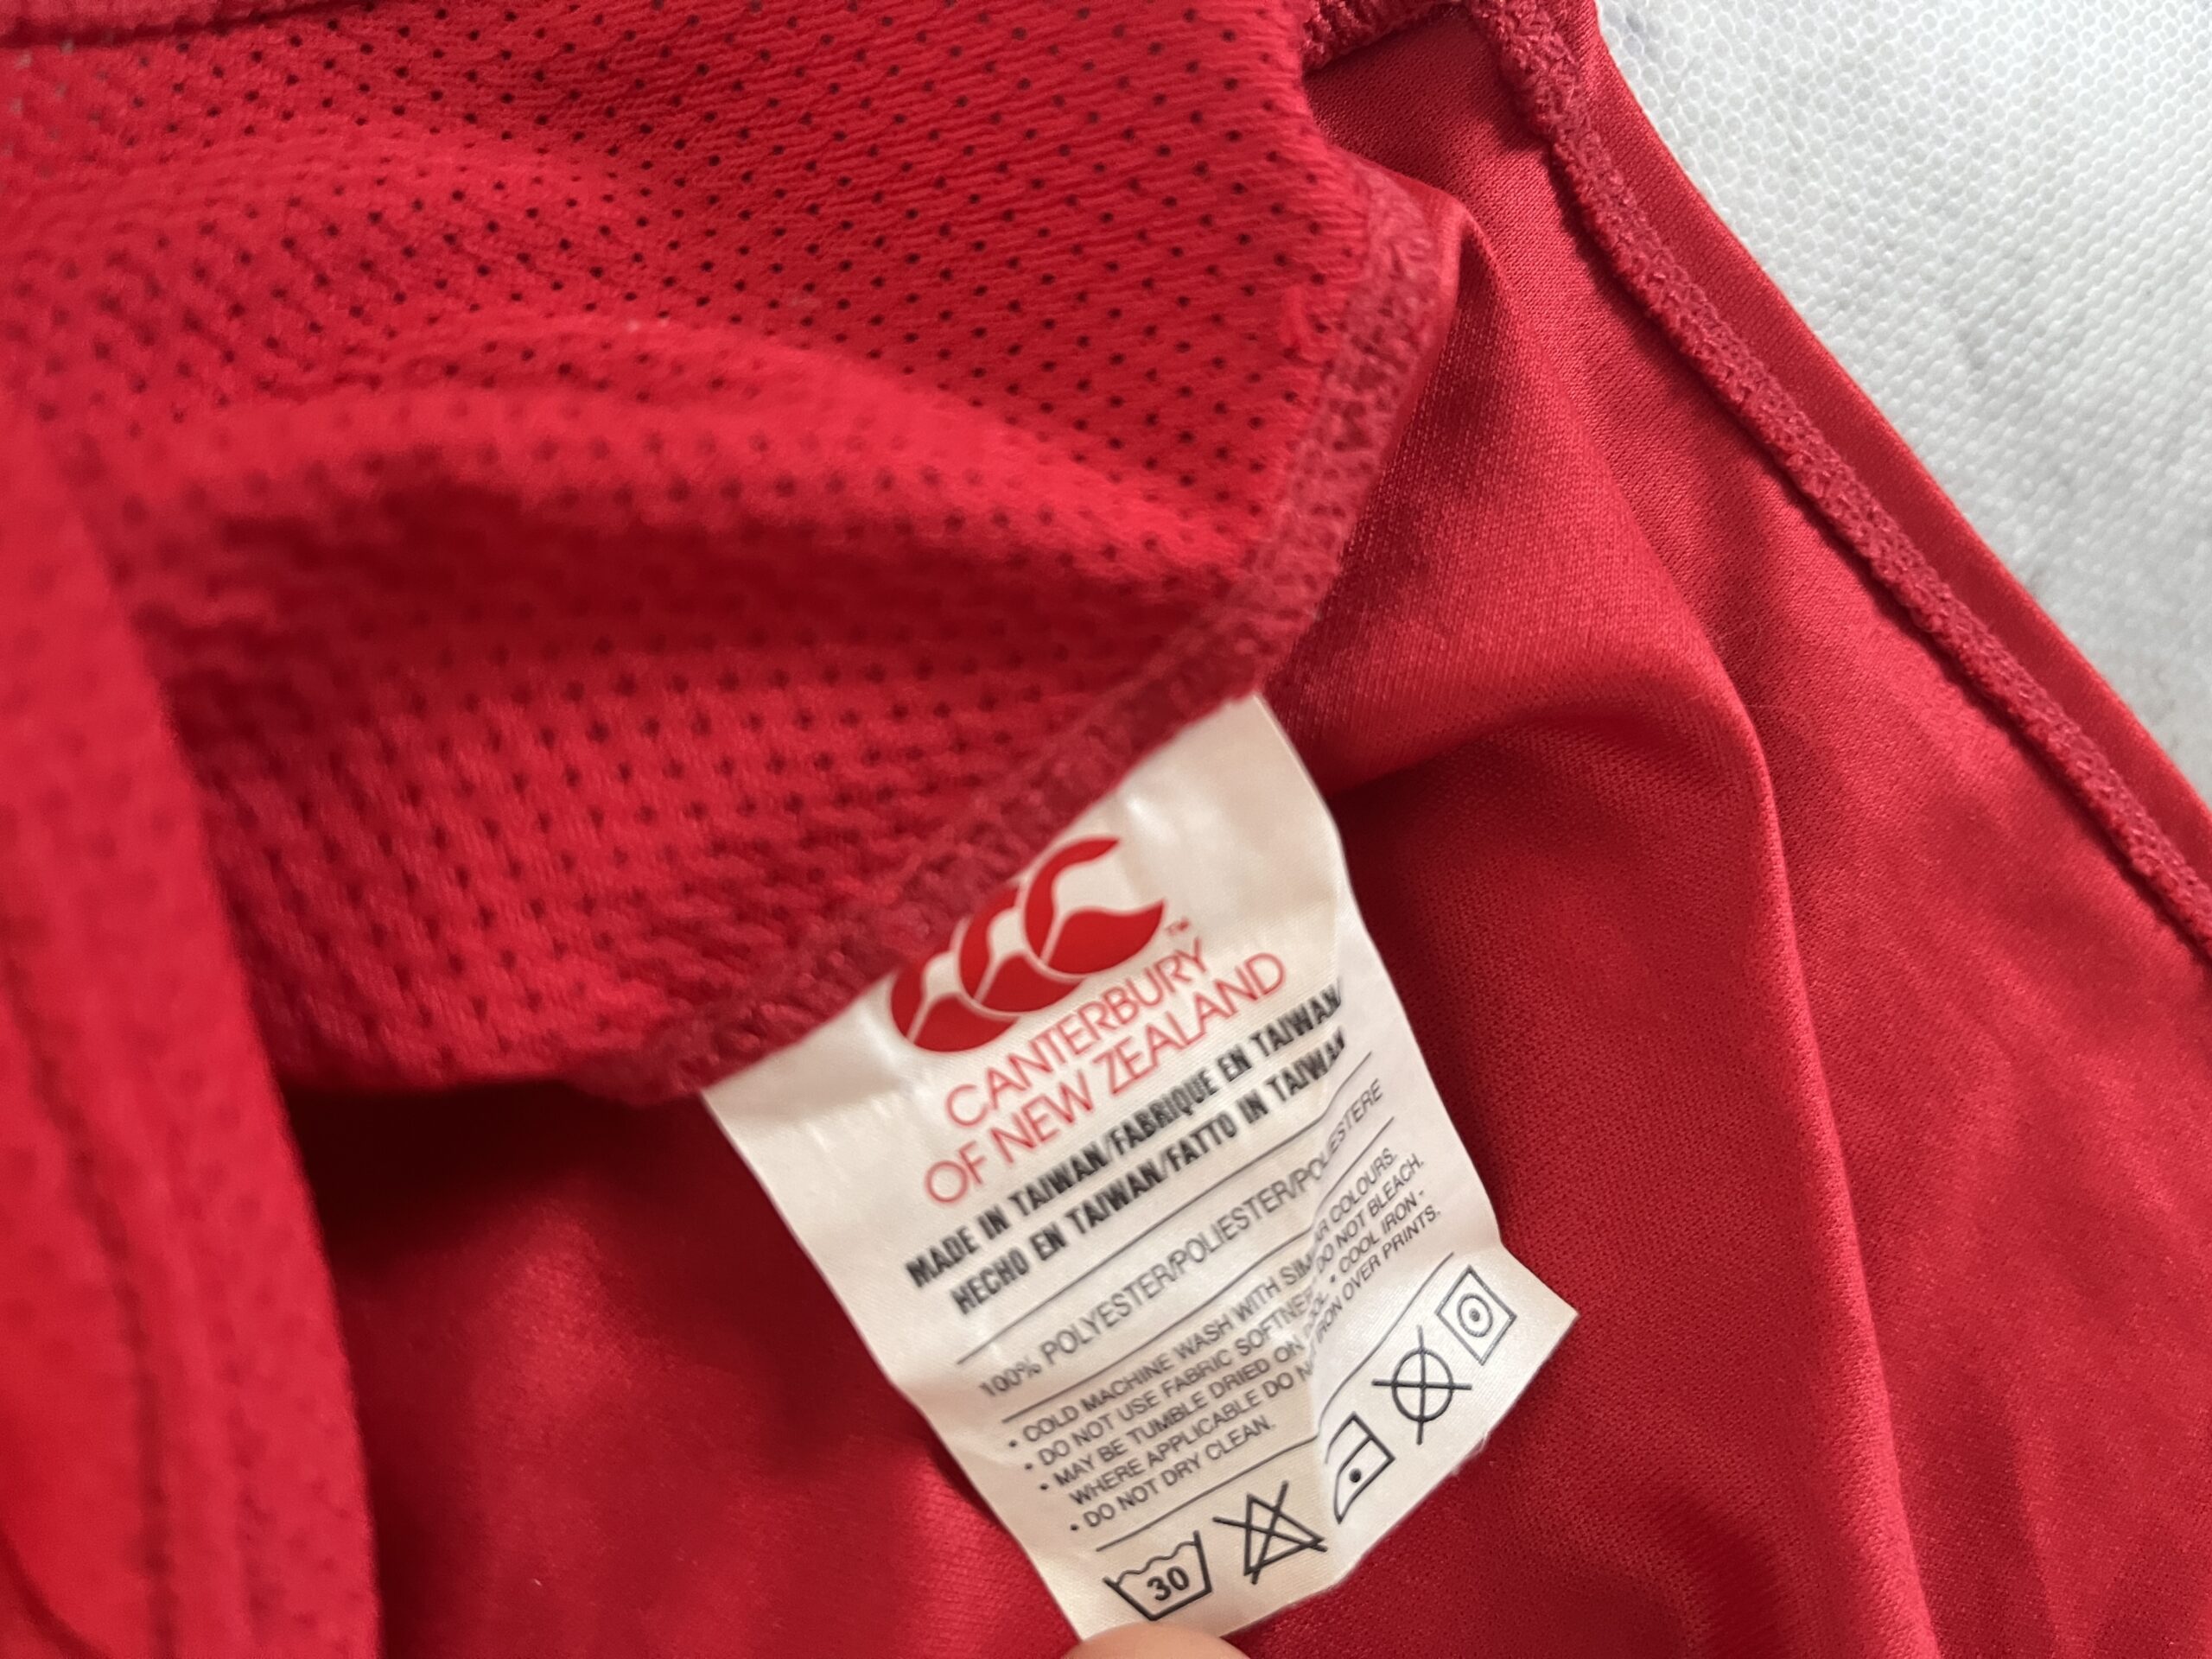 CCC™
CANTERBURY
OF NEW ZEALAND
MADE IN TAIWAN/FABRIQUE EN TAIWAN/
HECHO EN TAIWAN/FATTO IN TAIWAN
100% POLYESTER/POLIESTER/POLIESTERE
• COLD MACHINE WASH WITH SIMILAR COLOURS.
• DO NOT USE FABRIC SOFTNER • DO NOT BLEACH.
• MAY BE TUMBLE DRIED ON COOL • COOL IRON -
WHERE APPLICABLE DO NOT IRON OVER PRINTS.
• DO NOT DRY CLEAN.
30